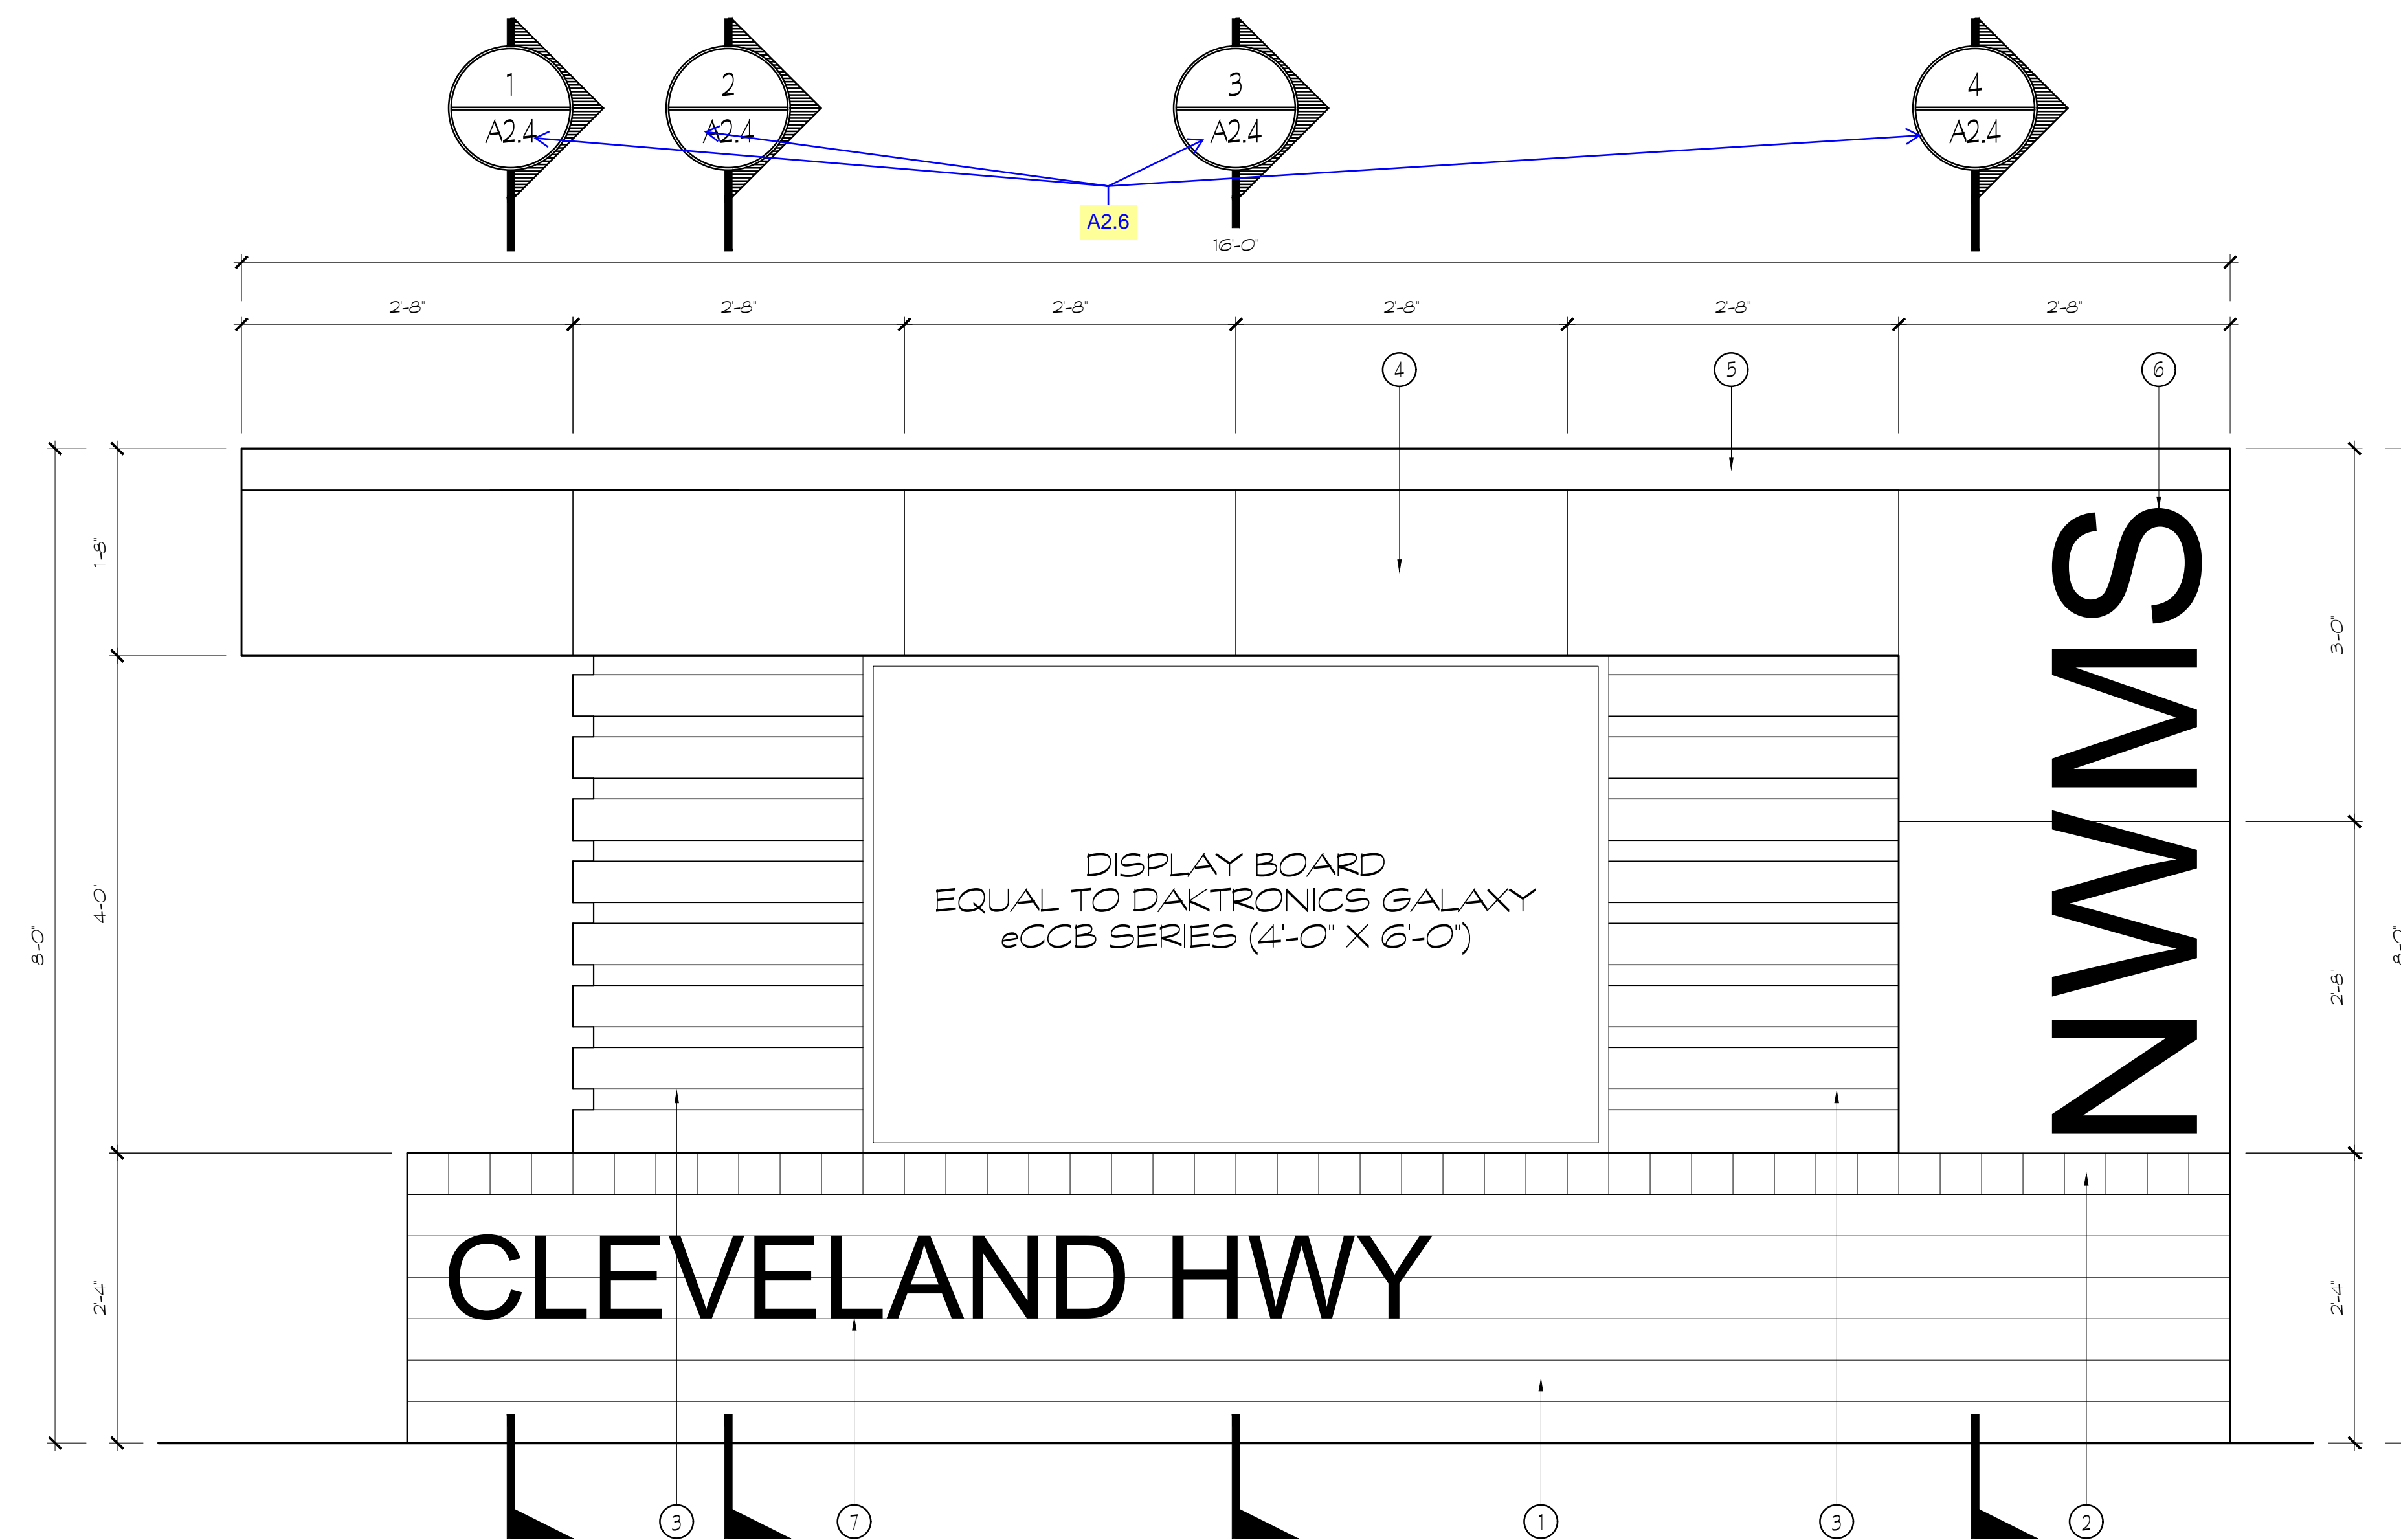 1
A2.4
2
A2.4
3
A2.4
4
A2.4
A2.6
16'-0"
2'-8"
2'-8"
2'-8"
2'-8"
2'-8"
2'-8"
4
5
6
1'-8"
4'-0"
8'-0"
2'-4"
3'-0"
2'-8"
8'-0"
2'-4"
NWMS
DISPLAY BOARD
EQUAL TO DAKTRONICS GALAXY
eCCB SERIES (4'-0" X 6'-0")
CLEVELAND HWY
3
7
1
3
2